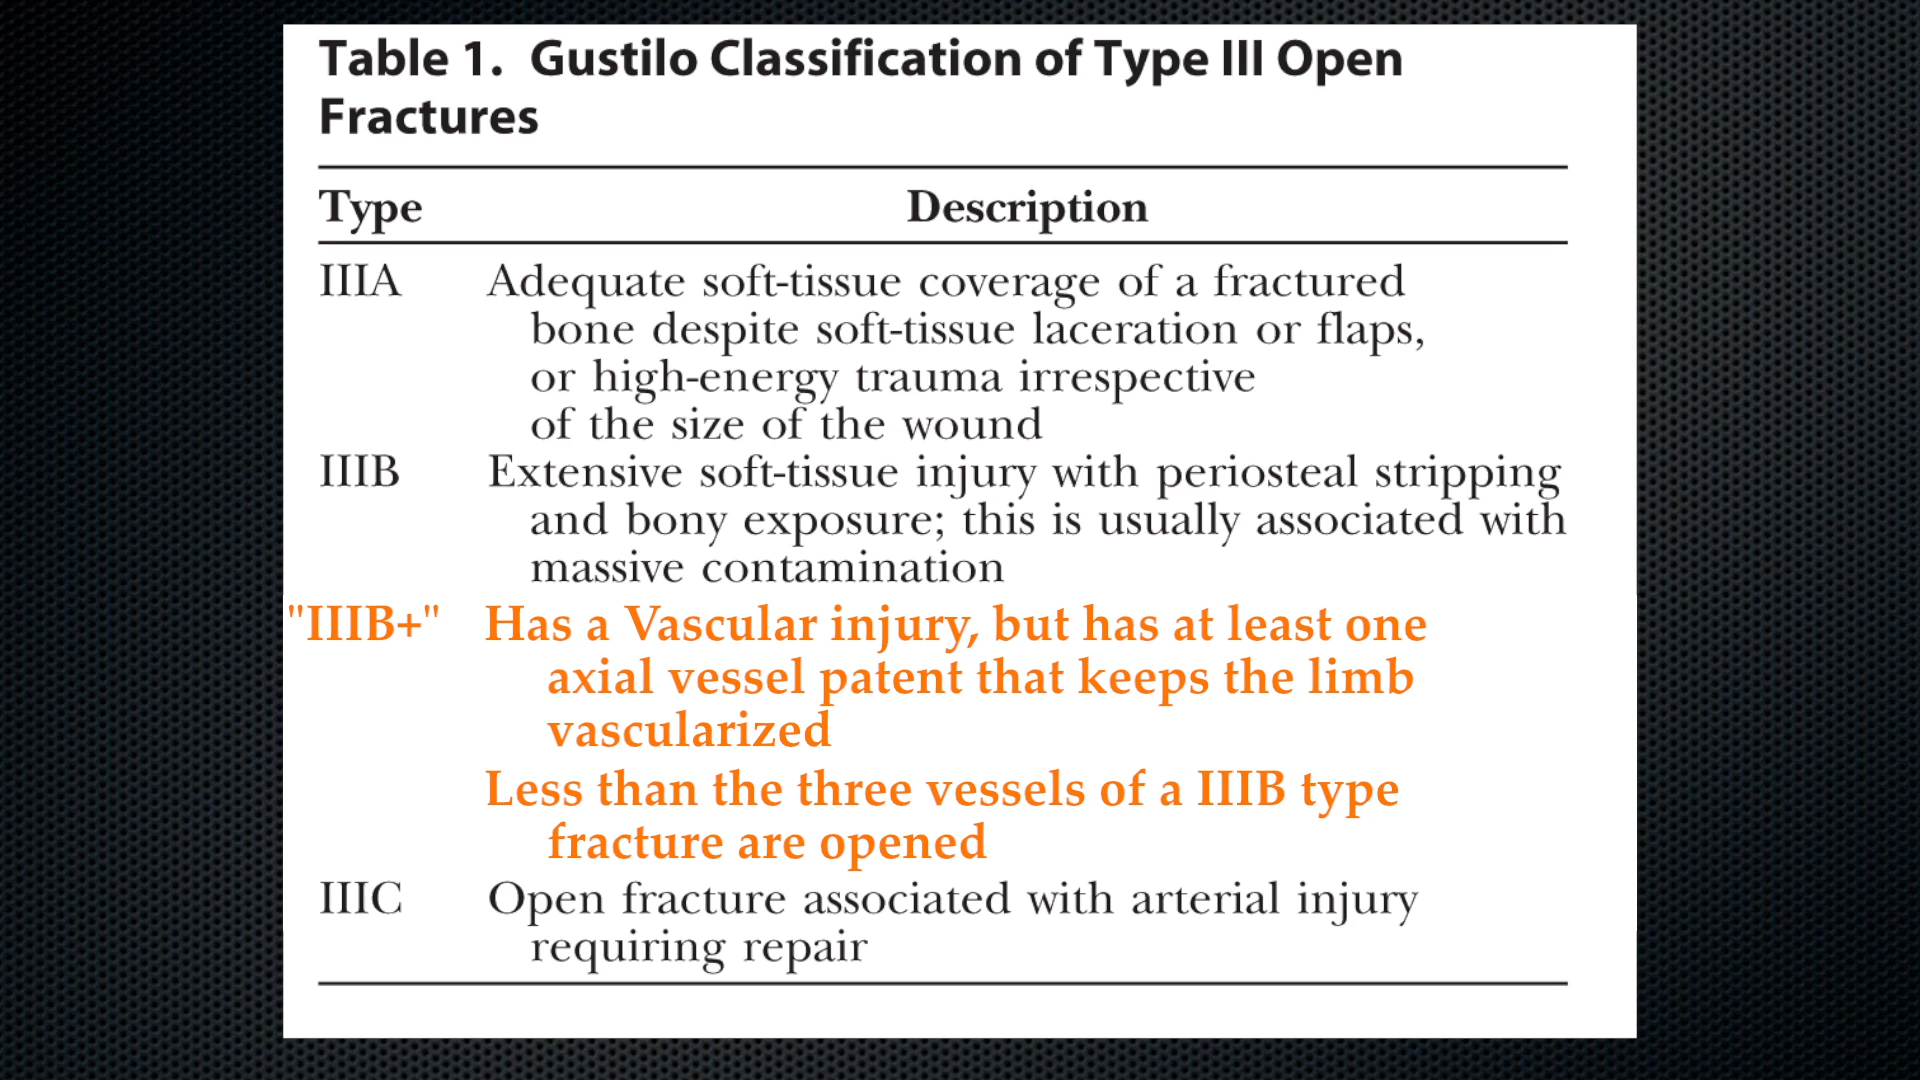 Table 1. Gustilo Classification of Type III Open
Fractures
Type Description
IIIA Adequate soft-tissue coverage of a fractured
bone despite soft-tissue laceration or flaps,
or high-energy trauma irrespective
of the size of the wound
IIIB Extensive soft-tissue injury with periosteal stripping
and bony exposure; this is usually associated with
massive contamination
"IIIB+" Has a Vascular injury, but has at least one
axial vessel patent that keeps the limb
vascularized
Less than the three vessels of a IIIB type
fracture are opened
IIIC Open fracture associated with arterial injury
requiring repair